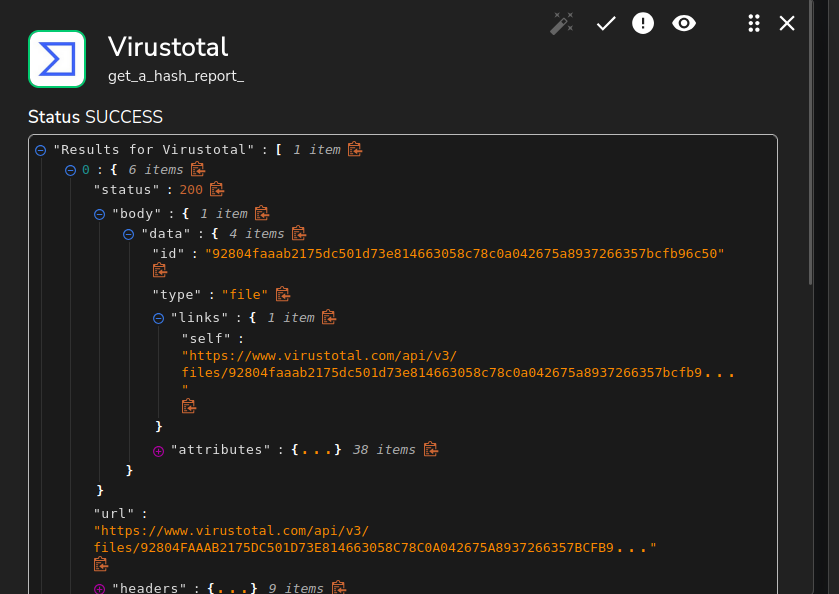 Virustotal
get_a_hash_report_
Status SUCCESS
"Results for Virustotal" : [ 1 item
0 : { 6 items
"status" : 200
"body" : { 1 item
"data" : { 4 items
"id" : "92804faaab2175dc501d73e814663058c78c0a042675a8937266357bcfb96c50"
"type" : "file"
"links" : { 1 item
"self" :
"https://www.virustotal.com/api/v3/
files/92804faaab2175dc501d73e814663058c78c0a042675a8937266357bcfb9...
"
}
"attributes" : {...} 38 items
}
}
"url" :
"https://www.virustotal.com/api/v3/
files/92804FAAAB2175DC501D73E814663058C78C0A042675A8937266357BCFB9..."
"headers" : {...} 9 items